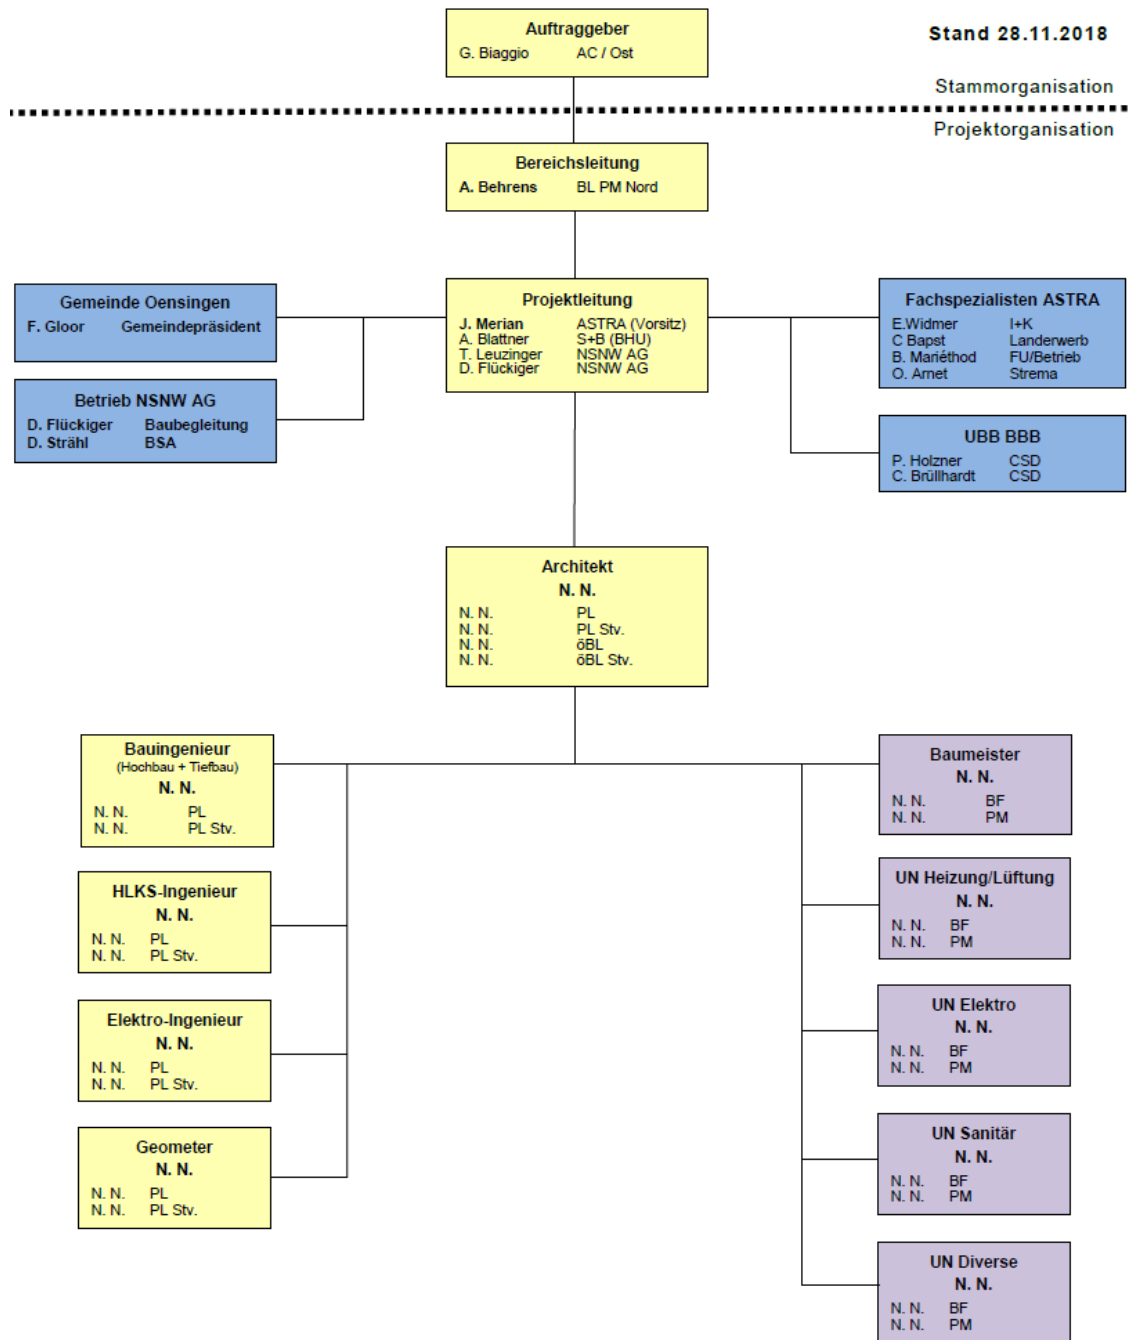 Auftraggeber
G. Biaggio AC / Ost
Stand 28.11.2018
Stammorganisation
Projektorganisation
Bereichsleitung
A. Behrens BL PM Nord
Gemeinde Oensingen
F. Gloor Gemeindepräsident
Betrieb NSNW AG
D. Flückiger Baubegleitung
D. Strähl BSA
Projektleitung
J. Merian ASTRA (Vorsitz)
A. Blattner S+B (BHU)
T. Leuzinger NSNW AG
D. Flückiger NSNW AG
Fachspezialisten ASTRA
E.Widmer I+K
C Bapst Landerwerb
B. Mariéthod FU/Betrieb
O. Arnet Strema
UBB BBB
P. Holzner CSD
C. Brüllhardt CSD
Architekt
N. N.
N. N. PL
N. N. PL Stv.
N. N. öBL
N. N. öBL Stv.
Bauingenieur
(Hochbau + Tiefbau)
N. N.
N. N. PL
N. N. PL Stv.
HLKS-Ingenieur
N. N.
N. N. PL
N. N. PL Stv.
Elektro-Ingenieur
N. N.
N. N. PL
N. N. PL Stv.
Geometer
N. N.
N. N. PL
N. N. PL Stv.
Baumeister
N. N.
N. N. BF
N. N. PM
UN Heizung/Lüftung
N. N.
N. N. BF
N. N. PM
UN Elektro
N. N.
N. N. BF
N. N. PM
UN Sanitär
N. N.
N. N. BF
N. N. PM
UN Diverse
N. N.
N. N. BF
N. N. PM